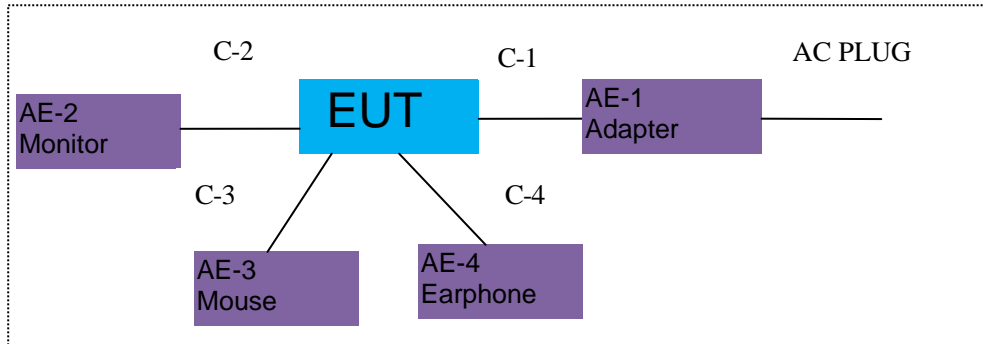 C-2
C-1
AC PLUG
AE-2
Monitor
EUT
AE-1
Adapter
C-3
C-4
AE-3
Mouse
AE-4
Earphone